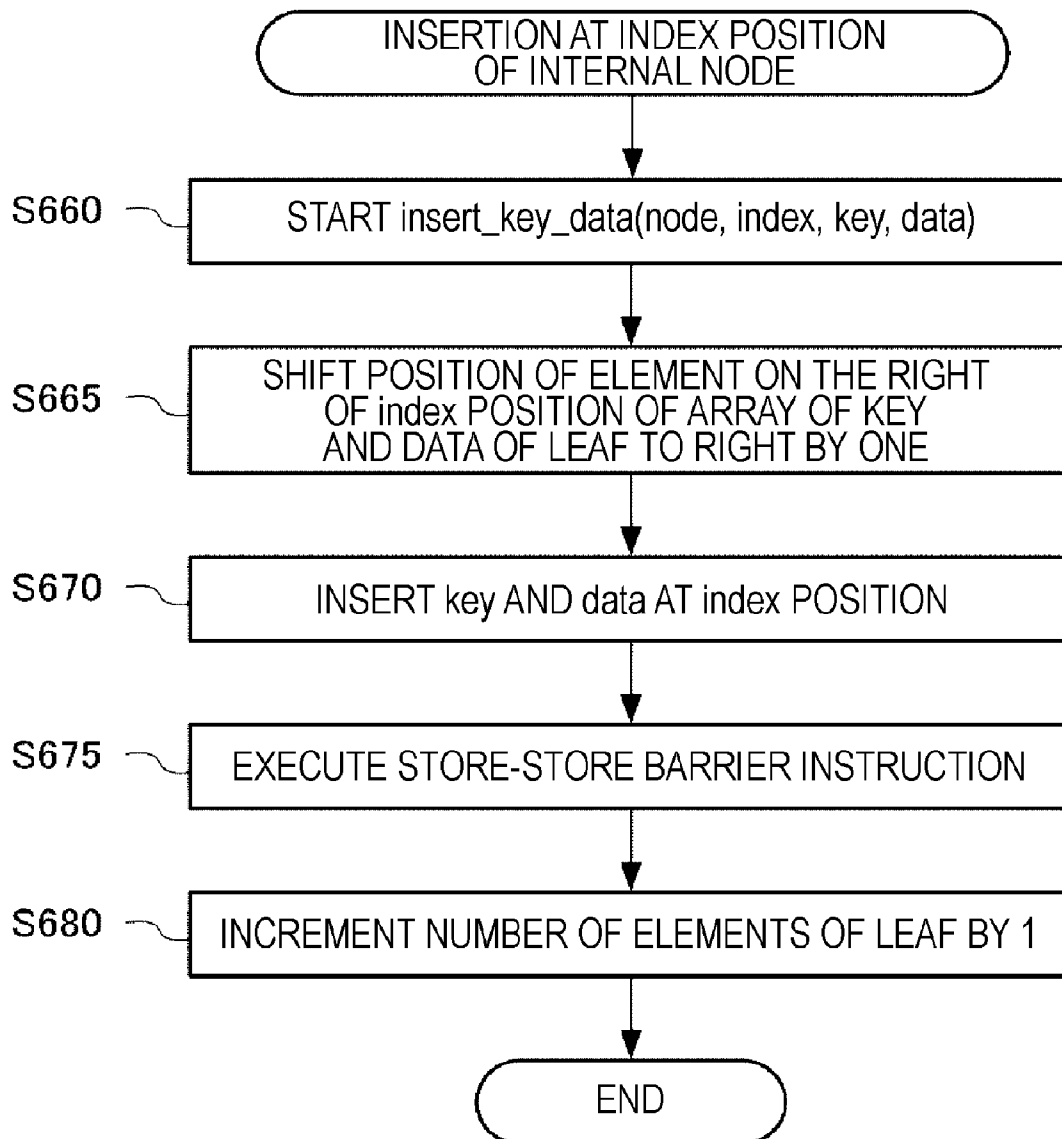 INSERTION AT INDEX POSITION
OF INTERNAL NODE
S660
START insert_key_data(node, index, key, data)
S665
SHIFT POSITION OF ELEMENT ON THE RIGHT
OF index POSITION OF ARRAY OF KEY
AND DATA OF LEAF TO RIGHT BY ONE
S670
INSERT key AND data AT index POSITION
S675
EXECUTE STORE-STORE BARRIER INSTRUCTION
S680
INCREMENT NUMBER OF ELEMENTS OF LEAF BY 1
END